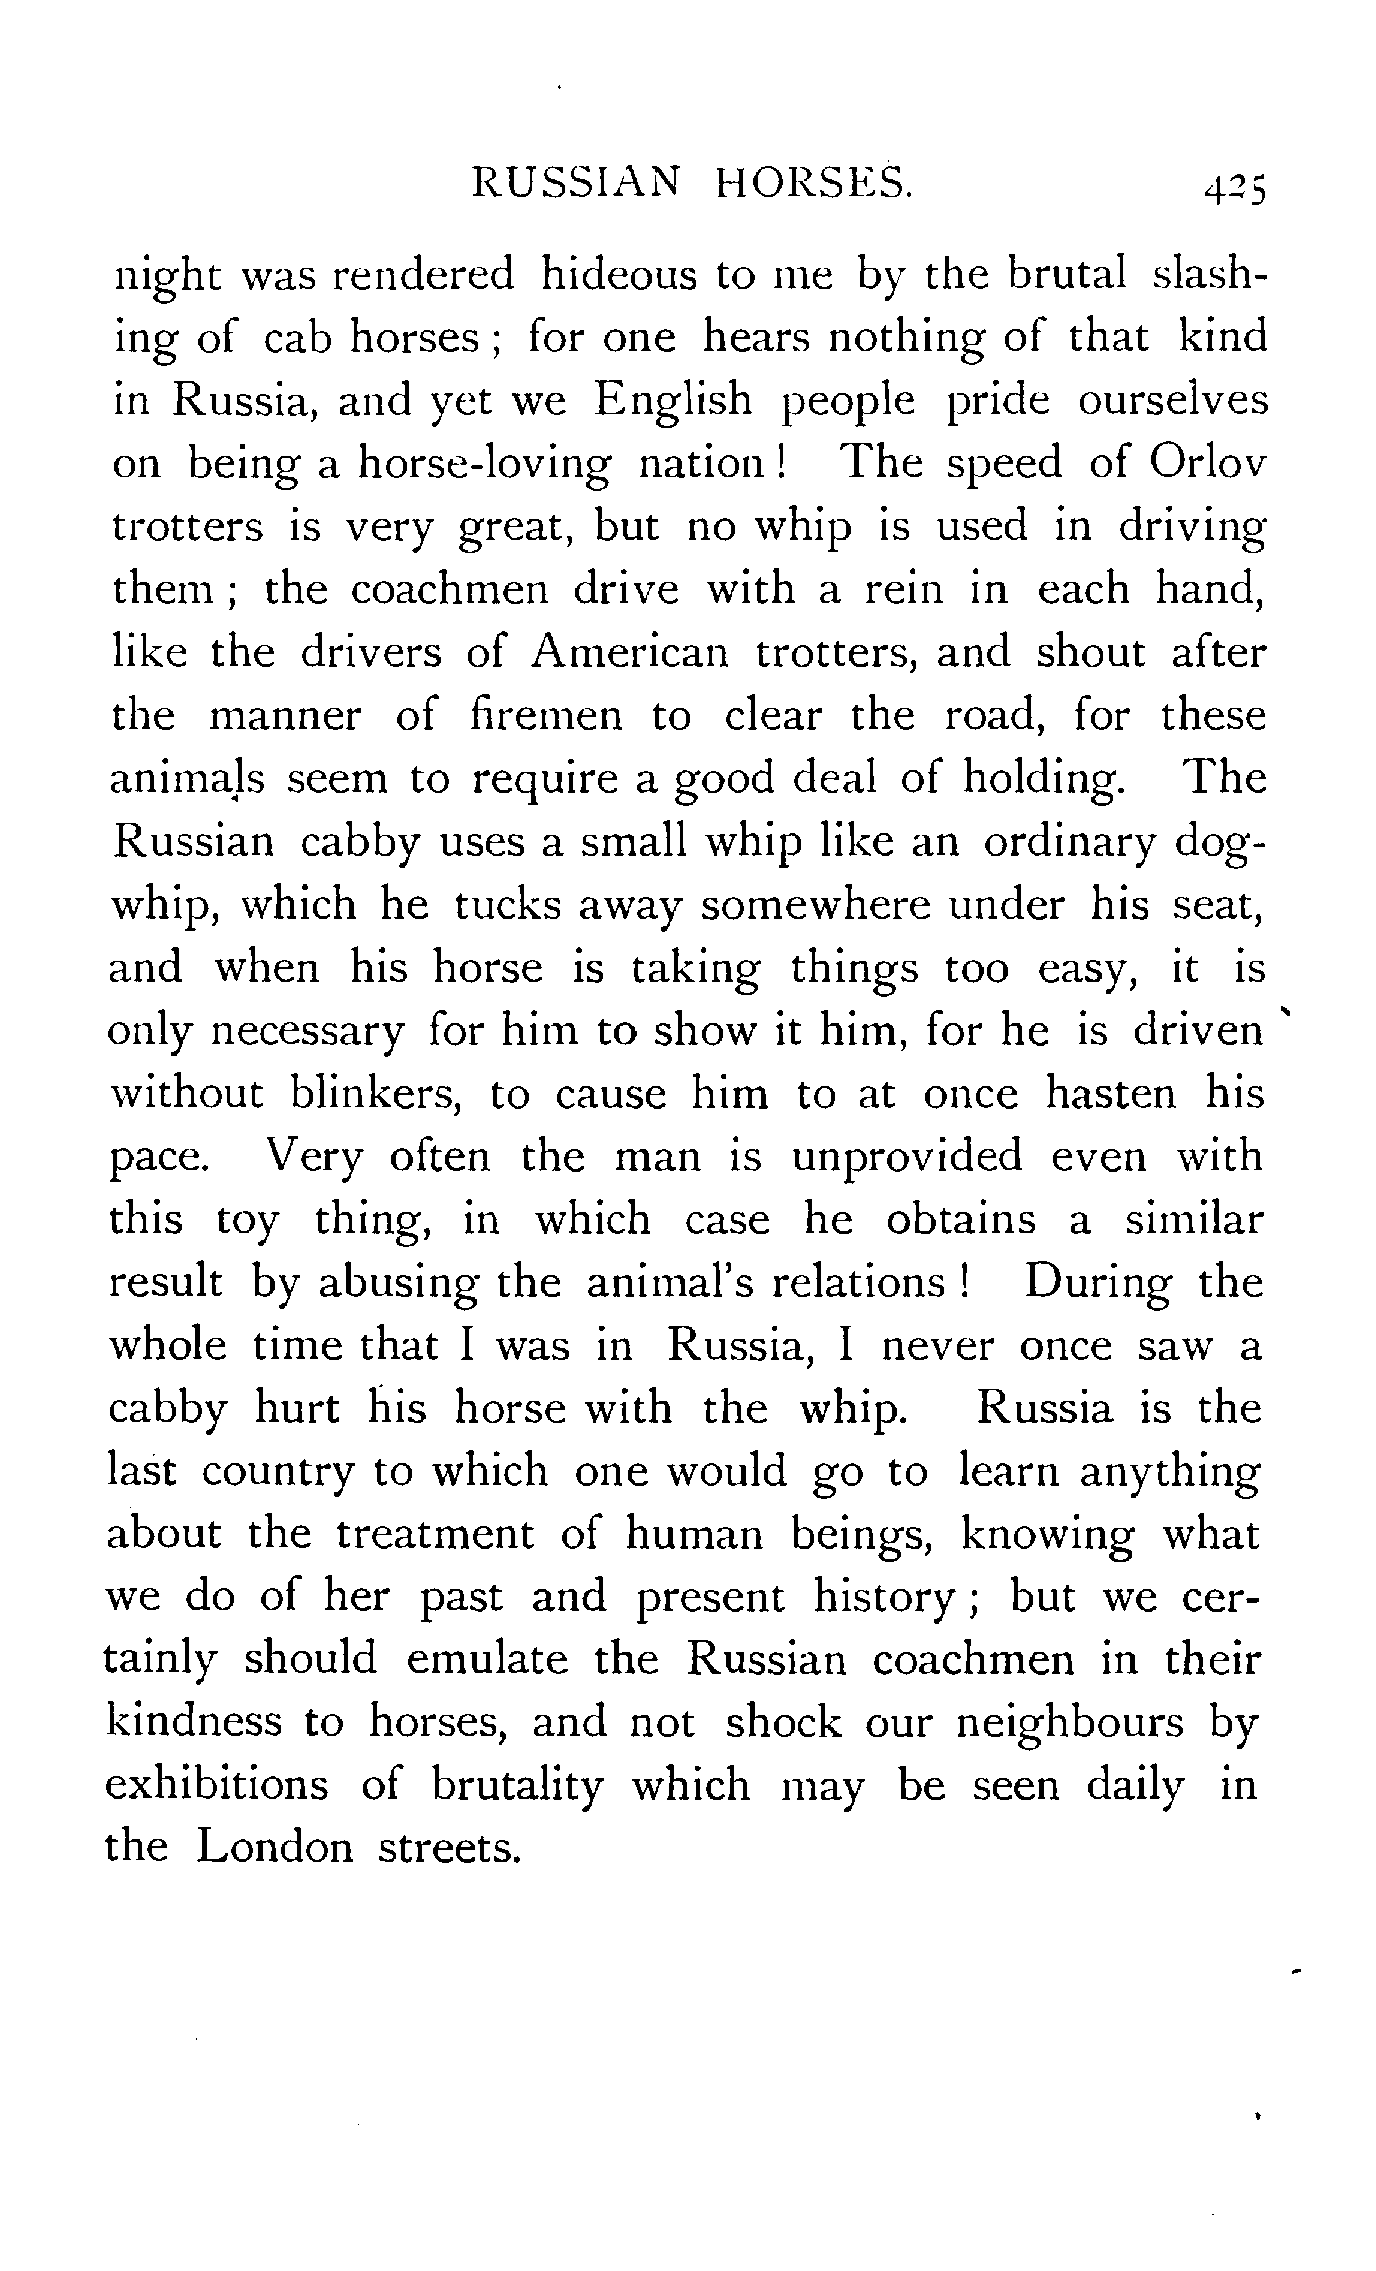 RUSSIAN HORSES. 425
night was rendered hideous to me by the brutal slash-
ing of cab horses ; for one hears nothing of that kind
in Russia, and yet we English people pride ourselves
on being a horse-loving nation ! The speed of Orlov
trotters is very great, but no whip is used in driving
them ; the coachmen drive with a rein in each hand,
like the drivers of American trotters, and shout after
the manner of firemen to clear the road, for these
animals seem to require a good deal of holding. The
Russian cabby uses a small whip like an ordinary dog-
whip, which he tucks away somewhere under his seat,
and when his horse is taking things too easy, it is
only necessary for him to show it him, for he is driven
without blinkers, to cause him to at once hasten his
pace. Very often the man is unprovided even with
this toy thing, in which case he obtains a similar
result by abusing the animal's relations ! During the
whole time that I was in Russia, I never once saw a
cabby hurt his horse with the whip. Russia is the
last country to which one would go to learn anything
about the treatment of human beings, knowing what
we do of her past and present history ; but we cer-
tainly should emulate the Russian coachmen in their
kindness to horses, and not shock our neighbours by
exhibitions of brutality which may be seen daily in
the London streets.